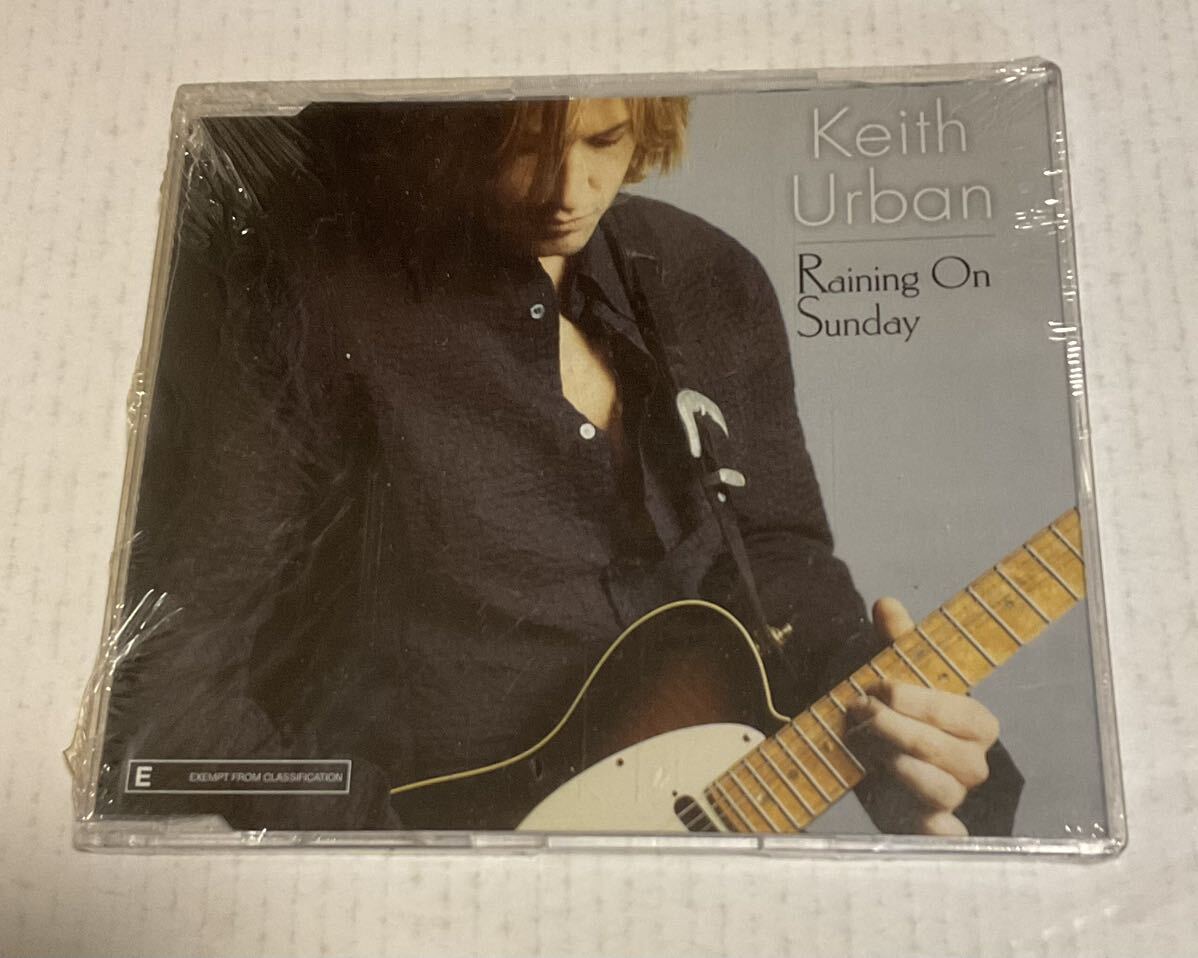 Keith
Urban
Raining On
Sunday
E EXEMPT FROM CLASSIFICATION